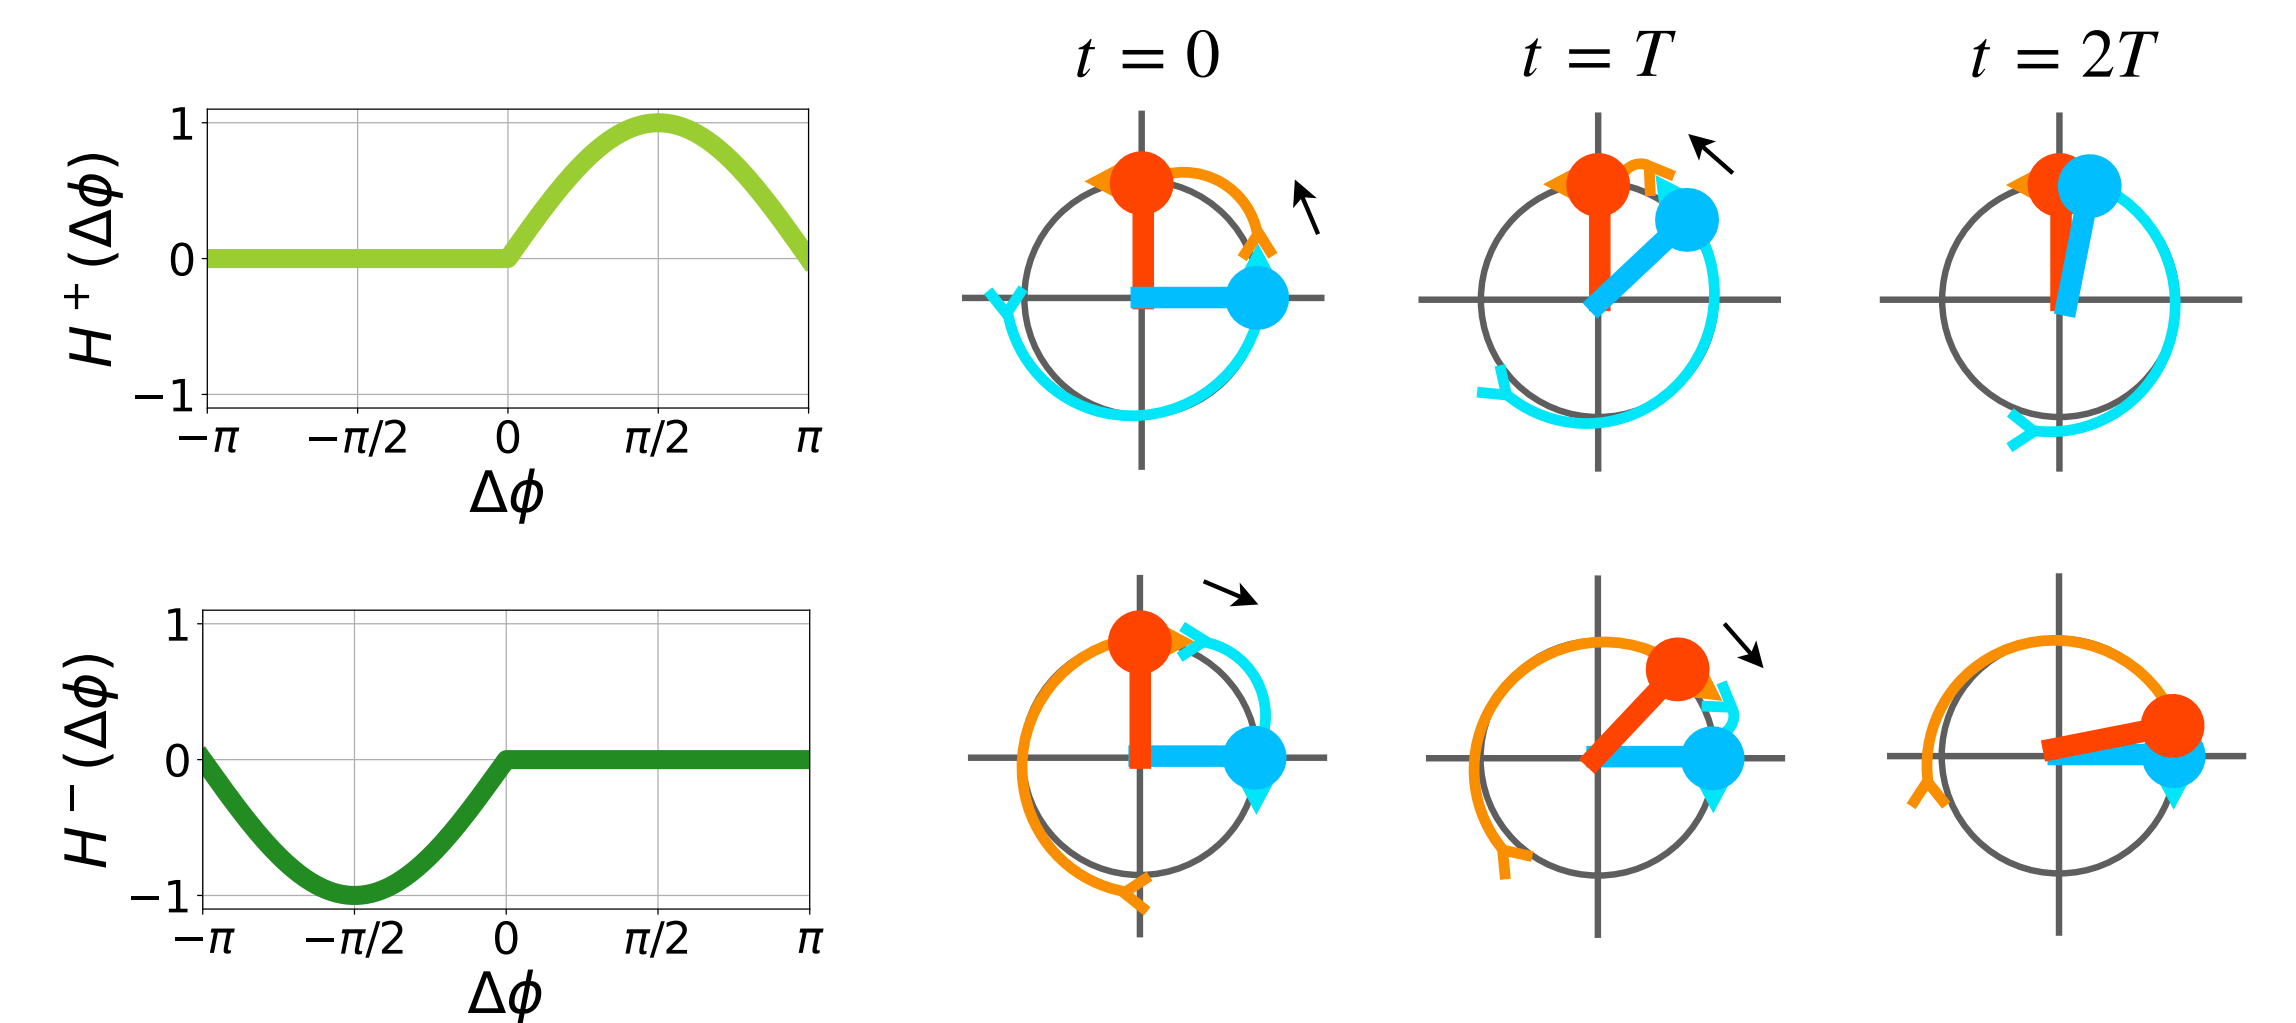 t = 0
t = T
t = 2T
H⁺(Δϕ)
1
0
−1
−π
−π/2
0
π/2
π
Δϕ
H⁻(Δϕ)
1
0
−1
−π
−π/2
0
π/2
π
Δϕ